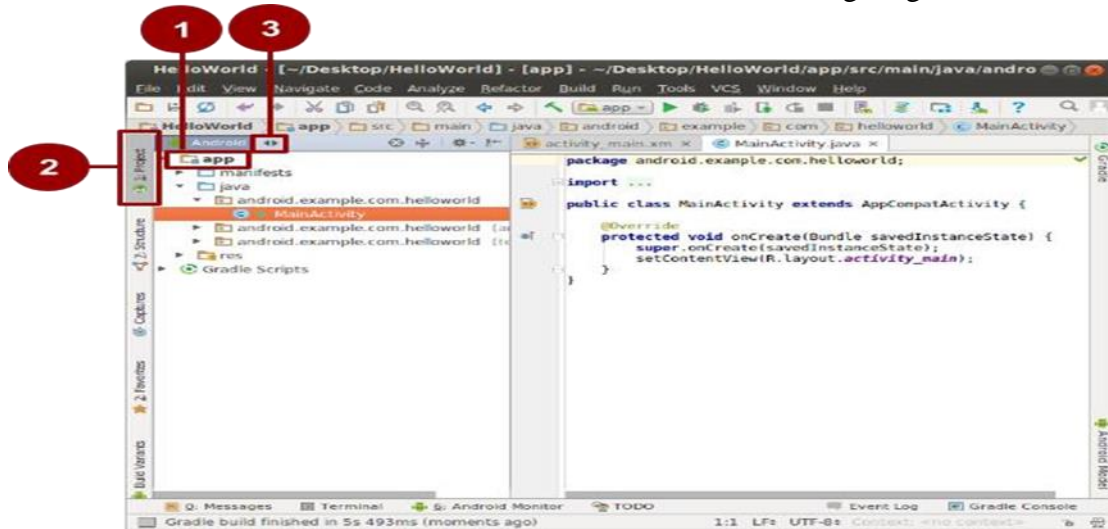 1 3
HelloWorld - [~/Desktop/HelloWorld] - [app] - ~/Desktop/HelloWorld/app/src/main/java/andro
File Edit View Navigate Code Analyze Refactor Build Run Tools VCS Window Help
app
HelloWorld app src main java android example com helloworld MainActivity
2
1: Project
2: Structure
Captures
2: Favorites
Build Variants
Android
app
manifests
java
android.example.com.helloworld
MainActivity
android.example.com.helloworld
android.example.com.helloworld
res
Gradle Scripts
activity_main.xm × MainActivity.java ×
package android.example.com.helloworld;
import ...
public class MainActivity extends AppCompatActivity {
@Override
protected void onCreate(Bundle savedInstanceState) {
super.onCreate(savedInstanceState);
setContentView(R.layout.activity_main);
}
}
Gradle
Android Model
0: Messages Terminal 6: Android Monitor TODO Event Log Gradle Console
Gradle build finished in 5s 493ms (moments ago) 1:1 LF÷ UTF-8÷ Context: <no context>